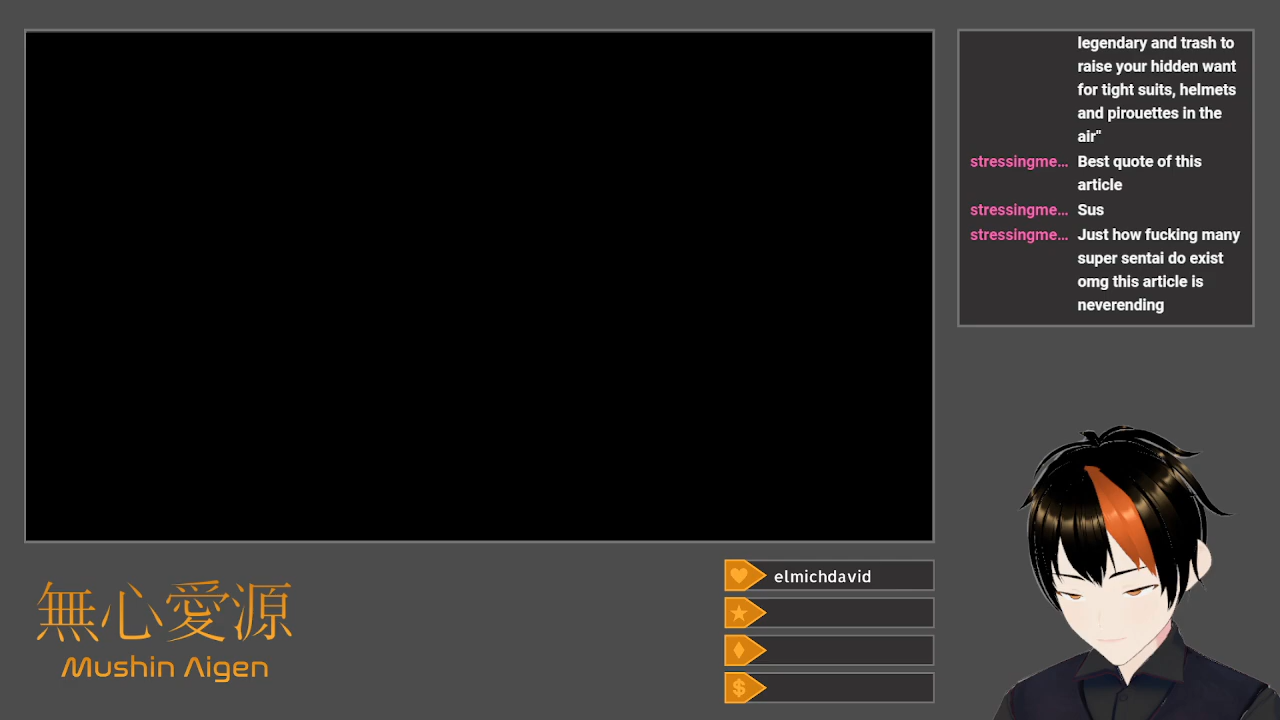 legendary and trash to
raise your hidden want
for tight suits, helmets
and pirouettes in the
air"
stressingme... Best quote of this
article
stressingme... Sus
stressingme... Just how fucking many
super sentai do exist
omg this article is
neverending
elmichdavid
$
無心愛源
Mushin Aigen